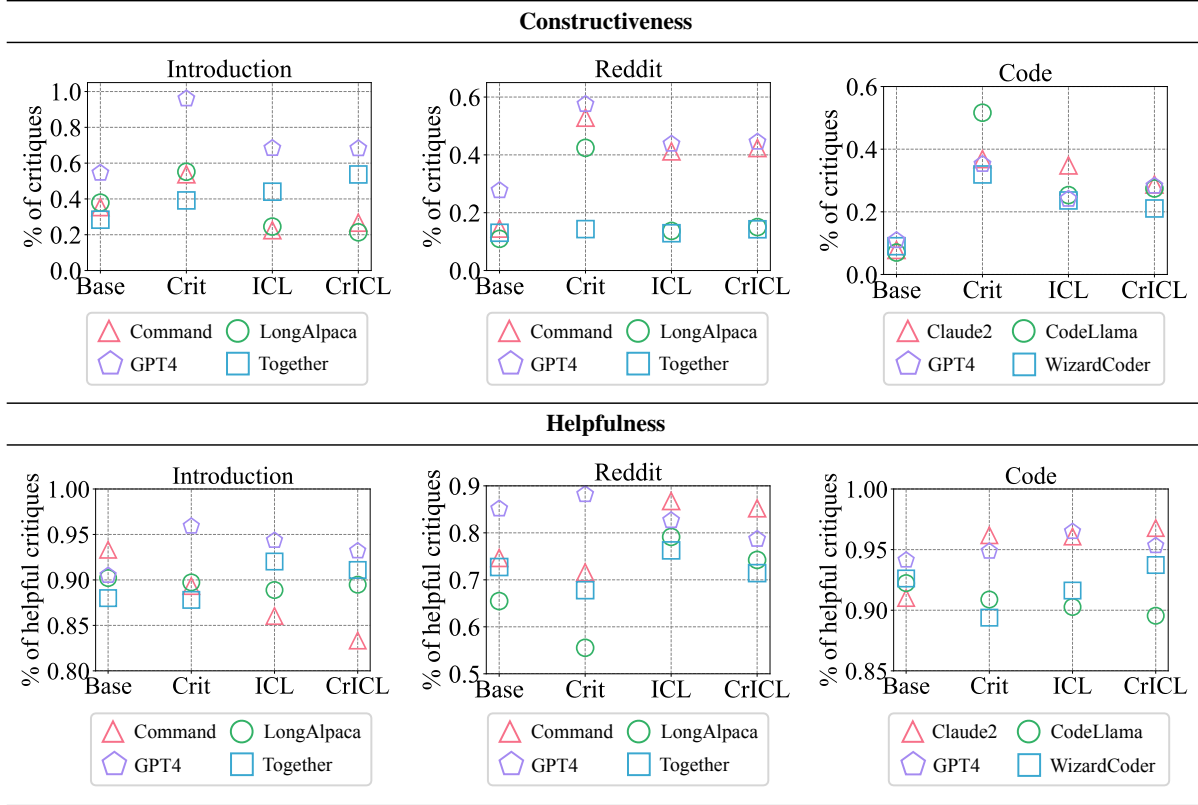 Constructiveness
Introduction
% of critiques
1.0
0.8
0.6
0.4
0.2
0.0
Base Crit ICL CrICL
Command LongAlpaca
GPT4 Together
Reddit
% of critiques
0.6
0.4
0.2
0.0
Base Crit ICL CrICL
Command LongAlpaca
GPT4 Together
Code
% of critiques
0.6
0.4
0.2
0.0
Base Crit ICL CrICL
Claude2 CodeLlama
GPT4 WizardCoder
Helpfulness
Introduction
% of helpful critiques
1.00
0.95
0.90
0.85
0.80
Base Crit ICL CrICL
Command LongAlpaca
GPT4 Together
Reddit
% of helpful critiques
0.9
0.8
0.7
0.6
0.5
Base Crit ICL CrICL
Command LongAlpaca
GPT4 Together
Code
% of helpful critiques
1.00
0.95
0.90
0.85
Base Crit ICL CrICL
Claude2 CodeLlama
GPT4 WizardCoder